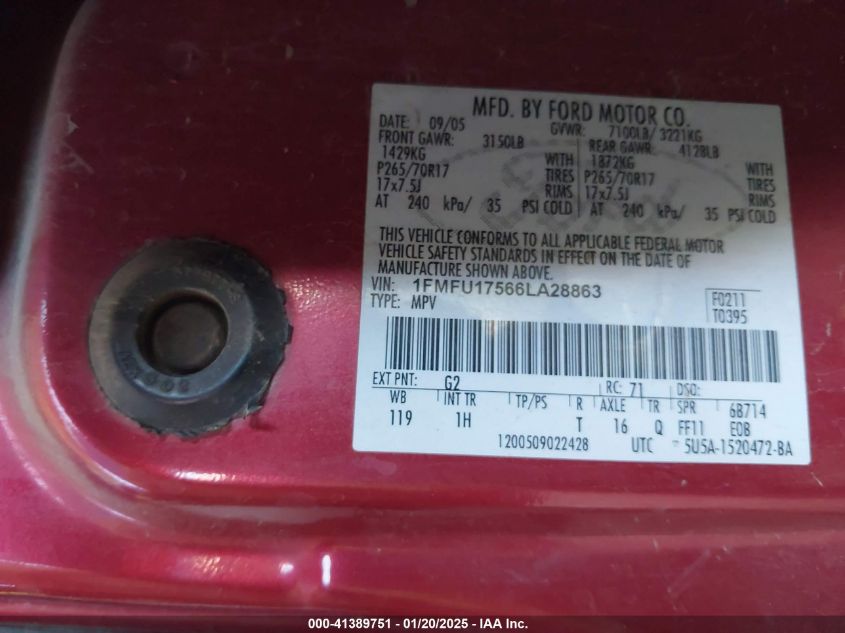 MFD. BY FORD MOTOR CO.
DATE: 09/05 GVWR: 7100LB/ 3221KG
FRONT GAWR: 3150LB REAR GAWR: 4128LB
1429KG WITH 1872KG WITH
P265/70R17 TIRES P265/70R17 TIRES
17x7.5J RIMS 17x7.5J RIMS
AT 240 kPa/ 35 PSI COLD AT 240 kPa/ 35 PSI COLD
THIS VEHICLE CONFORMS TO ALL APPLICABLE FEDERAL MOTOR
VEHICLE SAFETY STANDARDS IN EFFECT ON THE DATE OF
MANUFACTURE SHOWN ABOVE.
VIN: 1FMFU17566LA28863
TYPE: MPV
F0211
T0395
EXT PNT: G2 RC: 71 DSO:
WB INT TR TP/PS R AXLE TR SPR 6B714
119 1H T 16 Q FF11 EOB
1200509022428 UTC 5U5A-1520472-BA
000-41389751 - 01/20/2025 - IAA Inc.